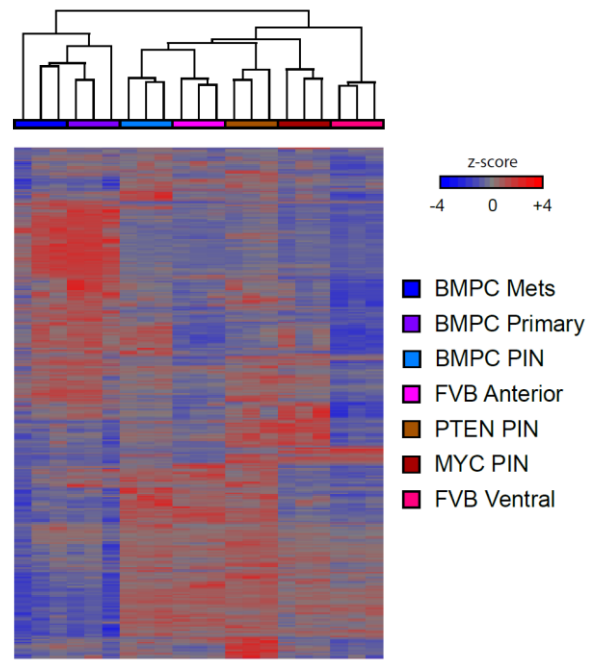 z-score
-4 0 +4
BMPC Mets
BMPC Primary
BMPC PIN
FVB Anterior
PTEN PIN
MYC PIN
FVB Ventral